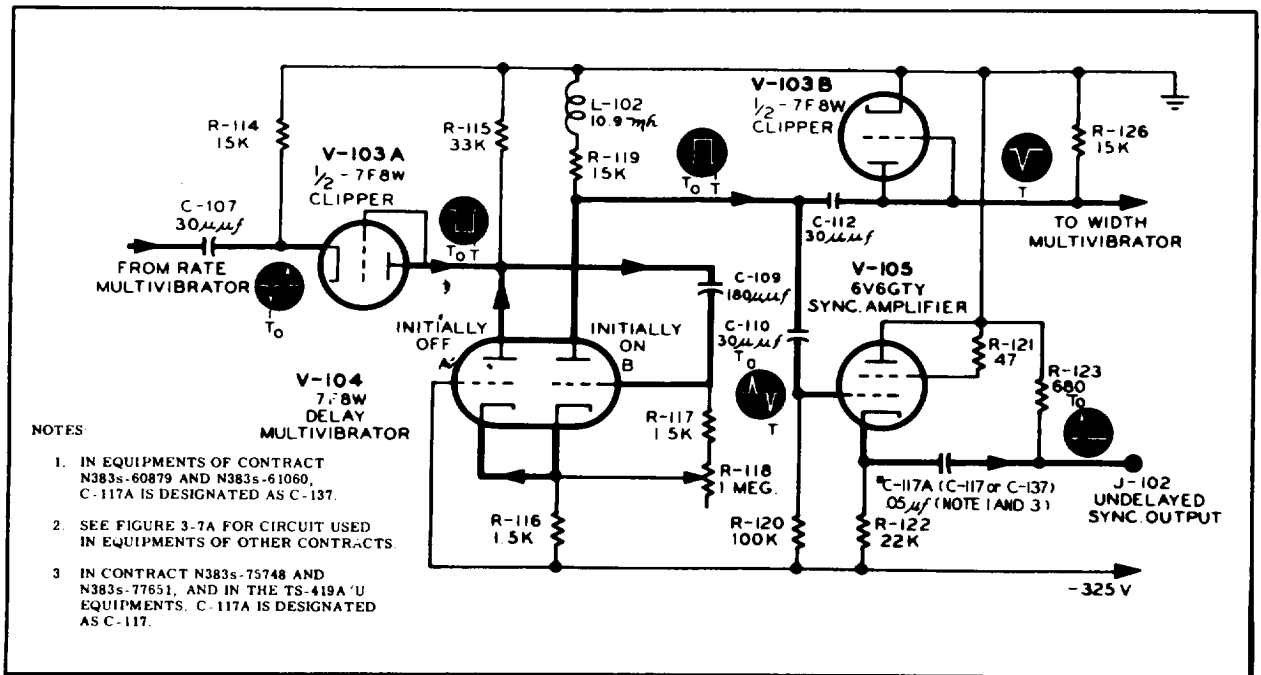 R-114
15K
V-103A
1/2 - 7F8W
CLIPPER
C-107
30μμf
FROM RATE
MULTIVIBRATOR
T₀
R-115
33K
T₀ T
L-102
10.9 mh
R-119
15K
T₀ T
V-103B
1/2 - 7F8W
CLIPPER
T
R-126
15K
C-112
30μμf
TO WIDTH
MULTIVIBRATOR
C-109
180μμf
INITIALLY
OFF
A
INITIALLY
ON
B
V-104
7F8W
DELAY
MULTIVIBRATOR
C-110
30μμf
T₀
T
V-105
6V6GTY
SYNC. AMPLIFIER
R-121
47
R-123
680
T₀
R-117
1.5K
R-118
1 MEG.
R-116
1.5K
R-120
100K
R-122
22K
*C-117A (C-117 or C-137)
.05μf (NOTE 1 AND 3)
J-102
UNDELAYED
SYNC. OUTPUT
-325 V
NOTES:
1. IN EQUIPMENTS OF CONTRACT
N383s-60879 AND N383s-61060,
C-117A IS DESIGNATED AS C-137.
2. SEE FIGURE 3-7A FOR CIRCUIT USED
IN EQUIPMENTS OF OTHER CONTRACTS.
3 IN CONTRACT N383s-75748 AND
N383s-77651, AND IN THE TS-419A/U
EQUIPMENTS. C-117A IS DESIGNATED
AS C-117.